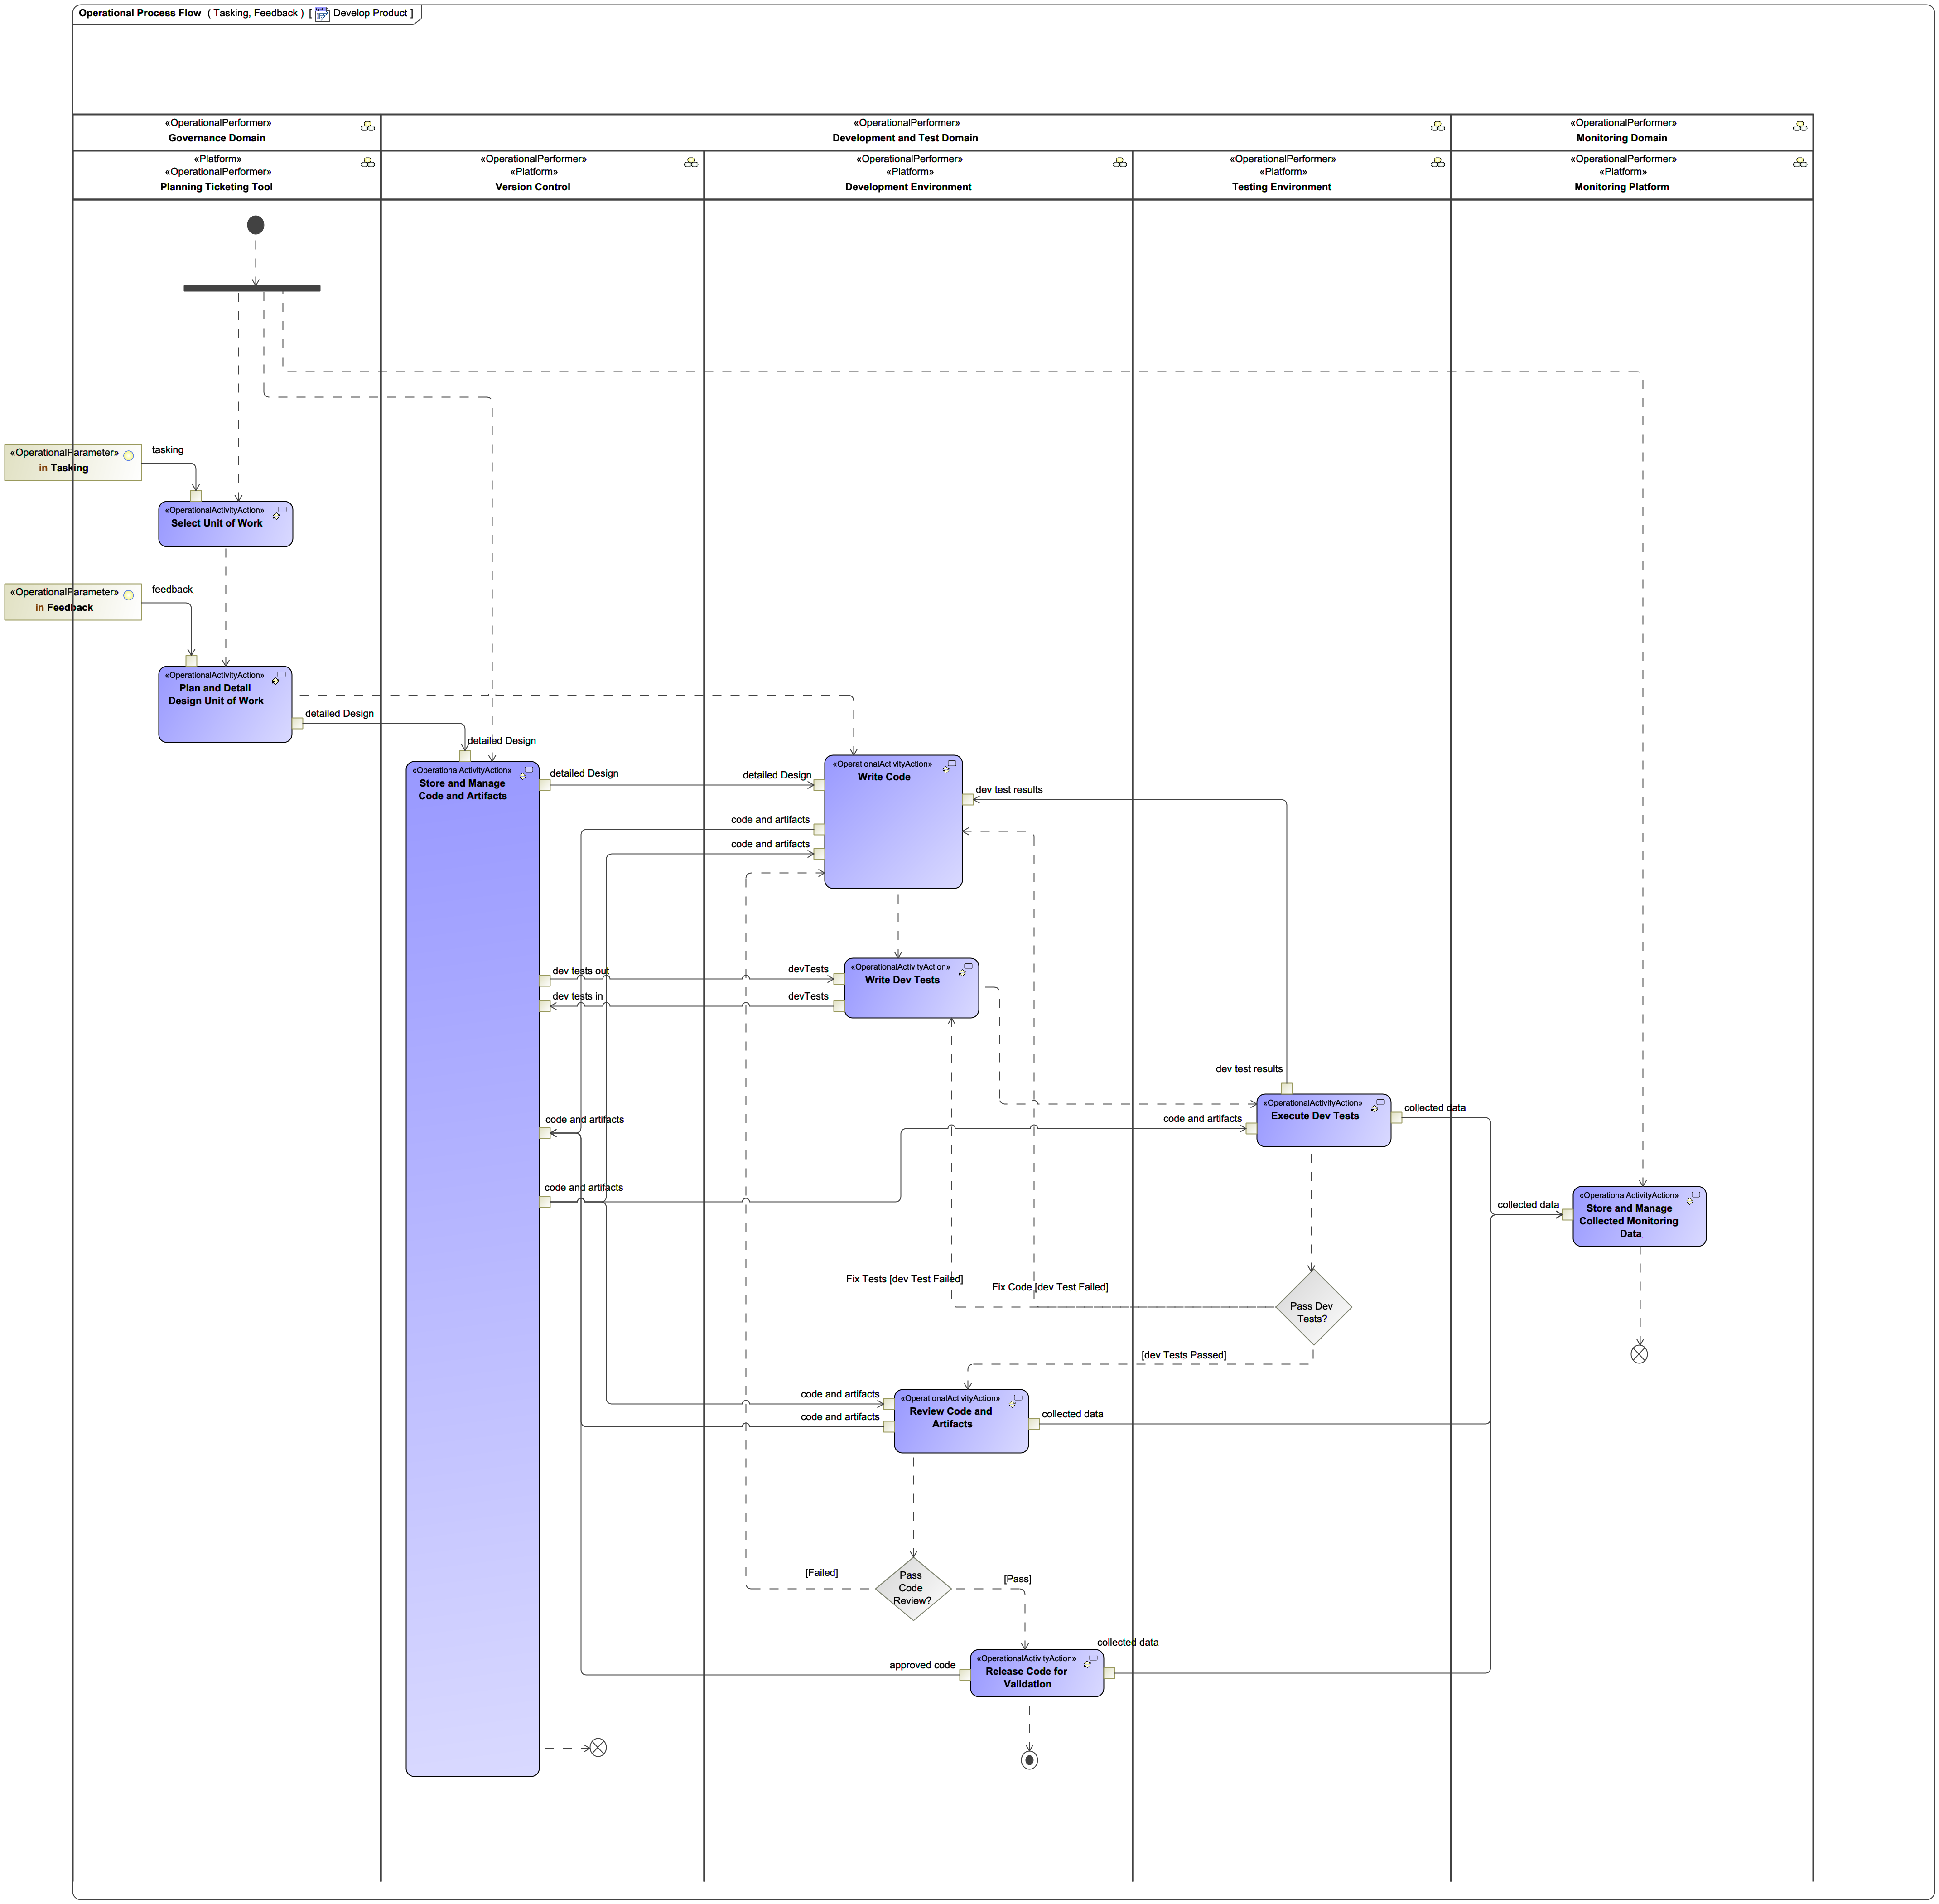 Operational Process Flow ( Tasking, Feedback ) [ Develop Product ]
«OperationalPerformer»
Governance Domain
«OperationalPerformer»
Development and Test Domain
«OperationalPerformer»
Monitoring Domain
«Platform»
«OperationalPerformer»
Planning Ticketing Tool
«OperationalPerformer»
«Platform»
Version Control
«OperationalPerformer»
«Platform»
Development Environment
«OperationalPerformer»
«Platform»
Testing Environment
«OperationalPerformer»
«Platform»
Monitoring Platform
«OperationalParameter»
in Tasking
tasking
«OperationalActivityAction»
Select Unit of Work
«OperationalParameter»
in Feedback
feedback
«OperationalActivityAction»
Plan and Detail
Design Unit of Work
detailed Design
detailed Design
«OperationalActivityAction»
Store and Manage
Code and Artifacts
detailed Design
detailed Design
«OperationalActivityAction»
Write Code
dev test results
code and artifacts
code and artifacts
dev tests out
devTests
«OperationalActivityAction»
Write Dev Tests
dev tests in
devTests
dev test results
«OperationalActivityAction»
Execute Dev Tests
collected data
code and artifacts
code and artifacts
code and artifacts
«OperationalActivityAction»
Store and Manage
Collected Monitoring
Data
collected data
Fix Tests [dev Test Failed]
Fix Code [dev Test Failed]
Pass Dev
Tests?
[dev Tests Passed]
code and artifacts
code and artifacts
«OperationalActivityAction»
Review Code and
Artifacts
collected data
[Failed]
Pass
Code
Review?
[Pass]
collected data
approved code
«OperationalActivityAction»
Release Code for
Validation